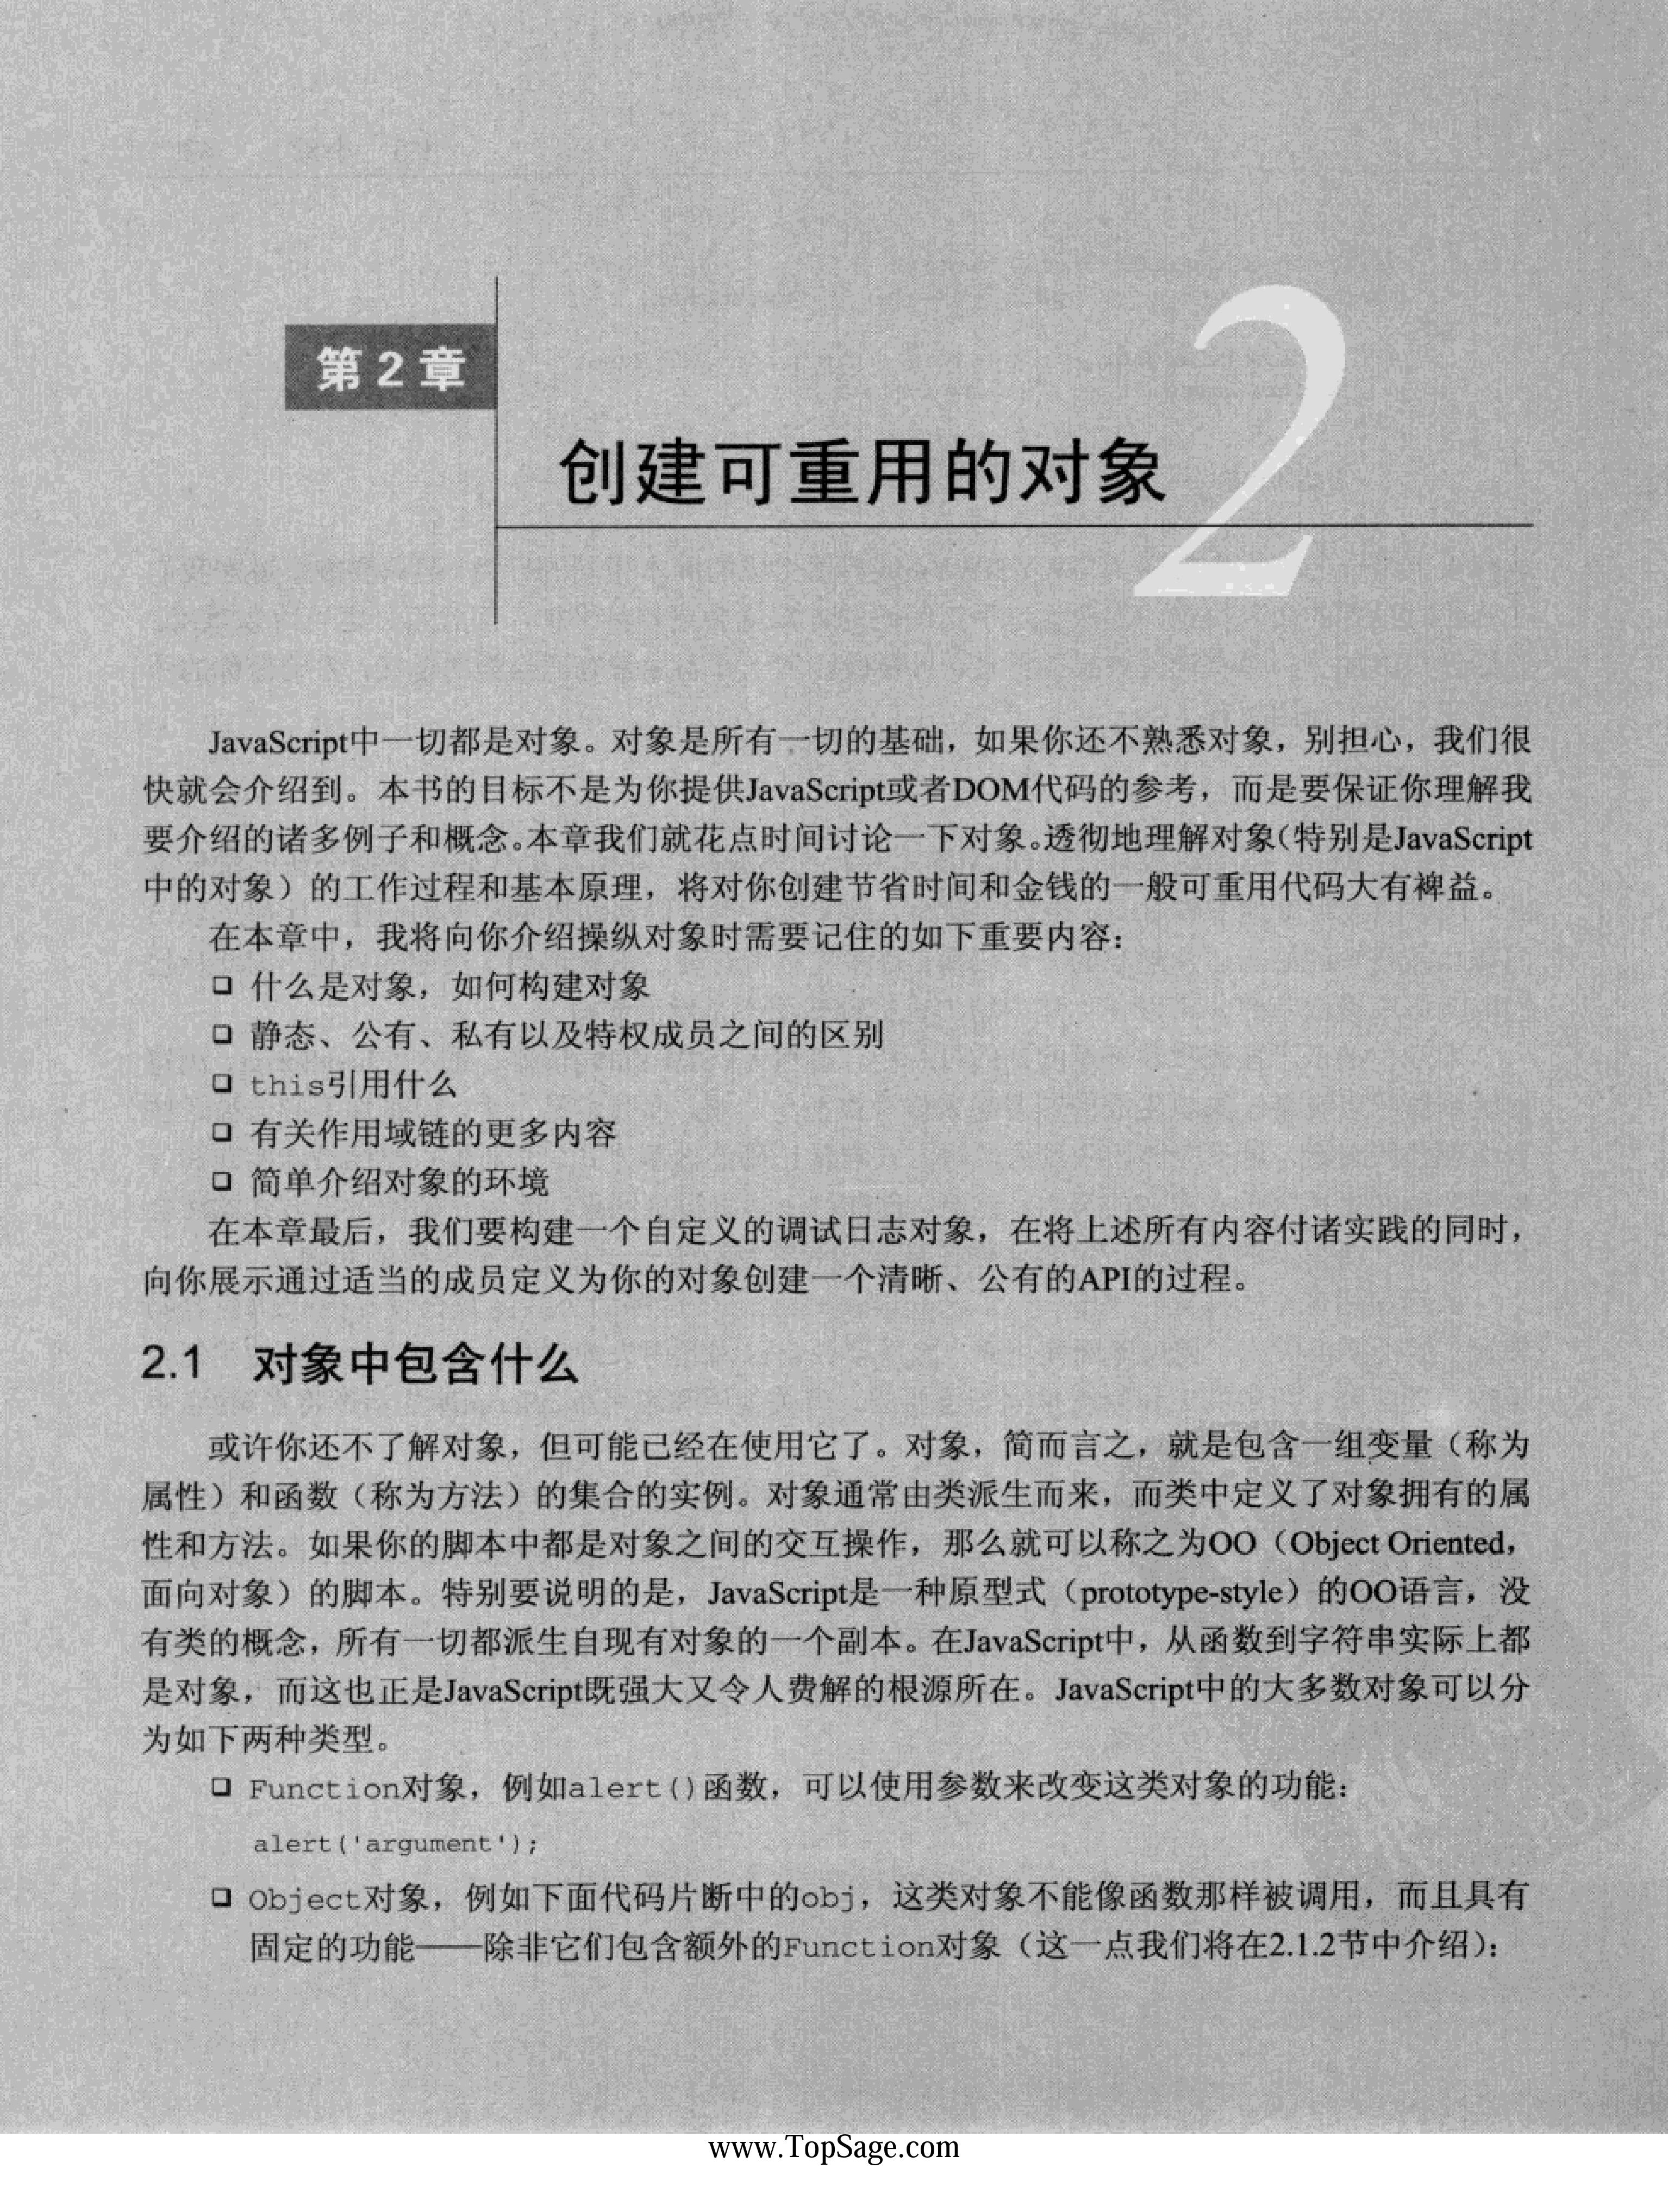 第 2 章
2
创建可重用的对象
JavaScript中一切都是对象。对象是所有一切的基础，如果你还不熟悉对象，别担心，我们很
快就会介绍到。本书的目标不是为你提供JavaScript或者DOM代码的参考，而是要保证你理解我
要介绍的诸多例子和概念。本章我们就花点时间讨论一下对象。透彻地理解对象（特别是JavaScript
中的对象）的工作过程和基本原理，将对你创建节省时间和金钱的一般可重用代码大有裨益。
在本章中，我将向你介绍操纵对象时需要记住的如下重要内容：
❑ 什么是对象，如何构建对象
❑ 静态、公有、私有以及特权成员之间的区别
❑ this引用什么
❑ 有关作用域链的更多内容
❑ 简单介绍对象的环境
在本章最后，我们要构建一个自定义的调试日志对象，在将上述所有内容付诸实践的同时，
向你展示通过适当的成员定义为你的对象创建一个清晰、公有的API的过程。
2.1 对象中包含什么
或许你还不了解对象，但可能已经在使用它了。对象，简而言之，就是包含一组变量（称为
属性）和函数（称为方法）的集合的实例。对象通常由类派生而来，而类中定义了对象拥有的属
性和方法。如果你的脚本中都是对象之间的交互操作，那么就可以称之为OO（Object Oriented，
面向对象）的脚本。特别要说明的是，JavaScript是一种原型式（prototype-style）的OO语言，没
有类的概念，所有一切都派生自现有对象的一个副本。在JavaScript中，从函数到字符串实际上都
是对象，而这也正是JavaScript既强大又令人费解的根源所在。JavaScript中的大多数对象可以分
为如下两种类型。
❑ Function对象，例如alert()函数，可以使用参数来改变这类对象的功能：
alert('argument');
❑ Object对象，例如下面代码片断中的obj，这类对象不能像函数那样被调用，而且具有
固定的功能——除非它们包含额外的Function对象（这一点我们将在2.1.2节中介绍）：
www.TopSage.com